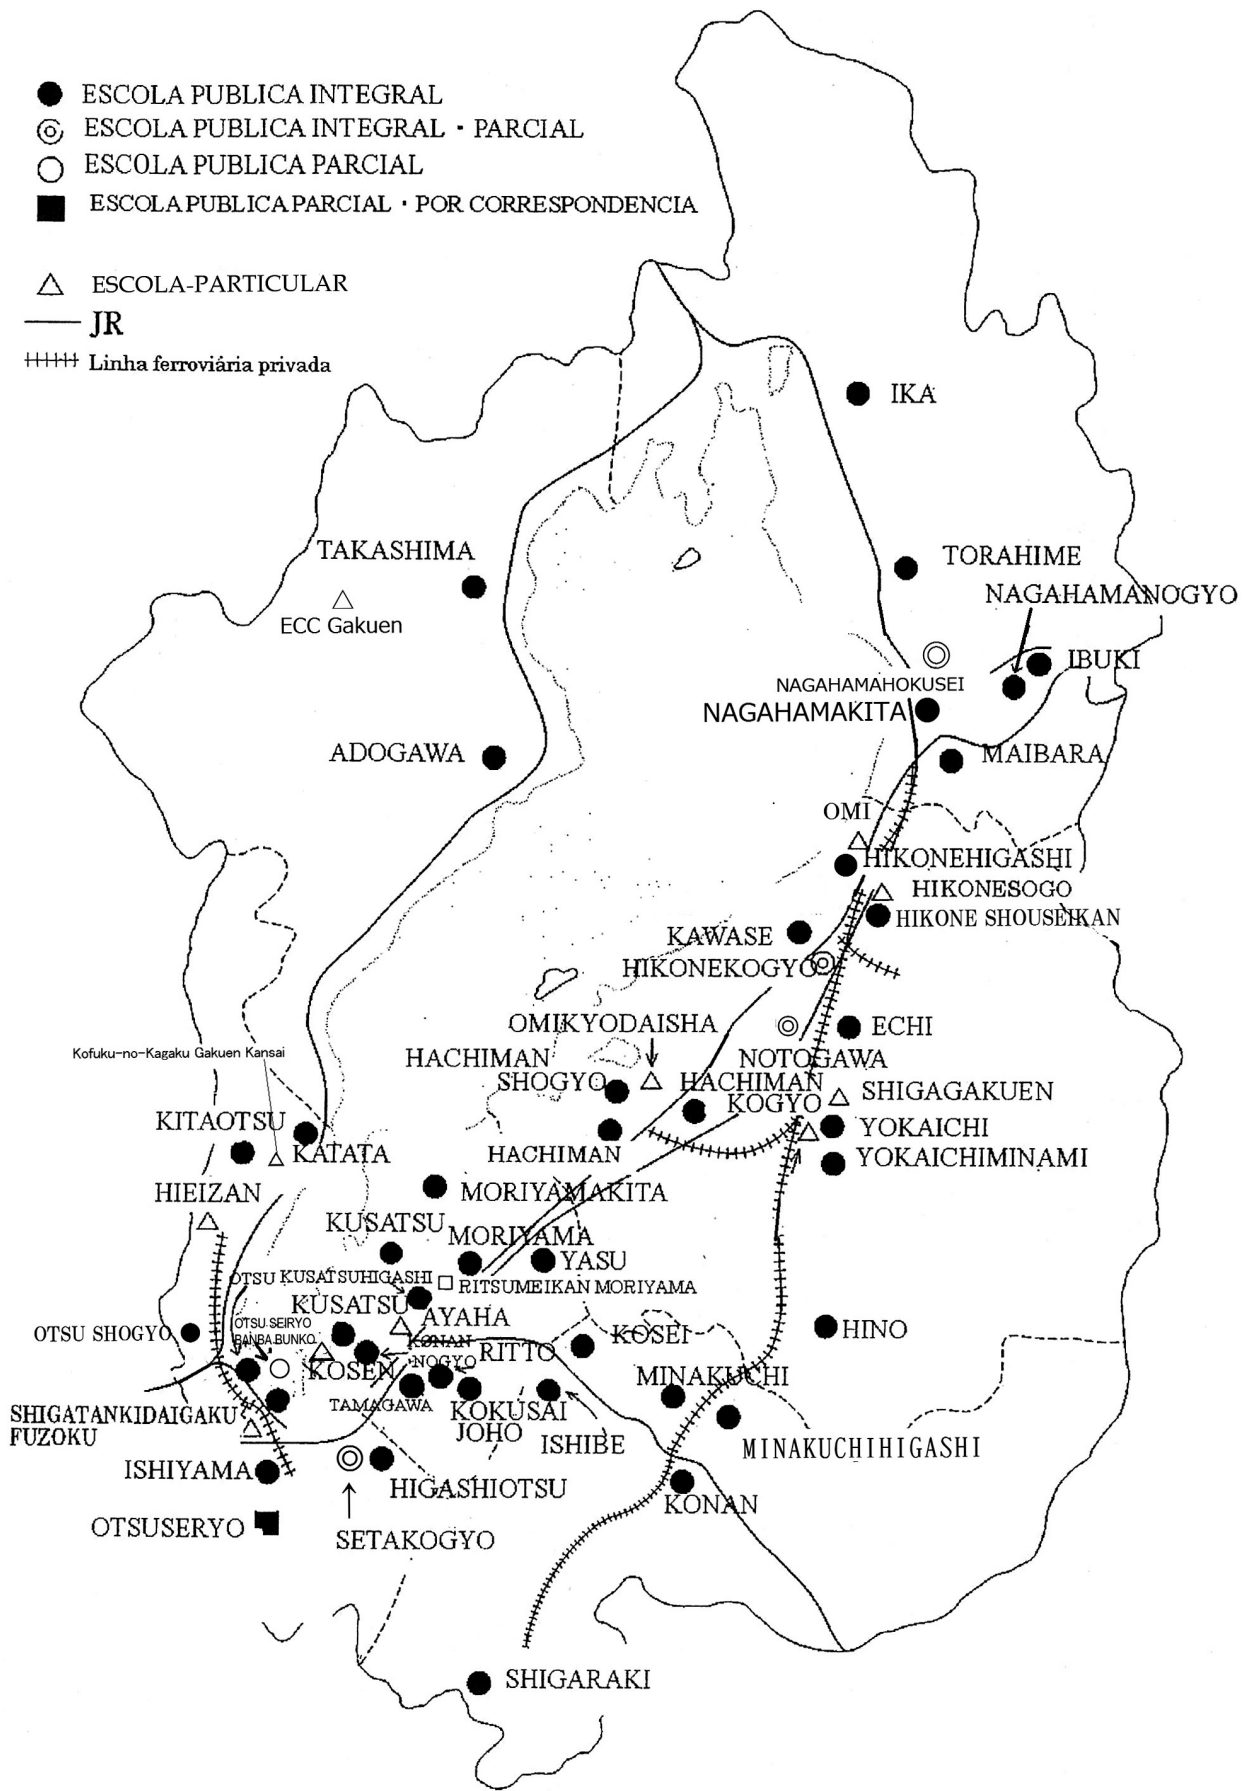 ESCOLA PUBLICA INTEGRAL
ESCOLA PUBLICA INTEGRAL・PARCIAL
ESCOLA PUBLICA PARCIAL
ESCOLA PUBLICA PARCIAL・POR CORRESPONDENCIA
ESCOLA-PARTICULAR
JR
Linha ferroviária privada
IKA
TAKASHIMA
TORAHIME
NAGAHAMANOGYO
ECC Gakuen
IBUKI
NAGAHAMAHOKUSEI
NAGAHAMAKITA
ADOGAWA
MAIBARA
OMI
HIKONEHIGASHI
HIKONESOGO
HIKONE SHOUSEIKAN
KAWASE
HIKONEKOGYO
OMIKYODAISHA
ECHI
Kofuku-no-Kagaku Gakuen Kansai
HACHIMAN
SHOGYO
NOTOGAWA
HACHIMAN
KOGYO
SHIGAGAKUEN
KITAOTSU
YOKAICHI
KATATA
HACHIMAN
YOKAICHIMINAMI
HIEIZAN
MORIYAMAKITA
KUSATSU
MORIYAMA
YASU
OTSU
KUSATSUHIGASHI
RITSUMEIKAN MORIYAMA
KUSATSU
AYAHA
OTSU SHOGYO
OTSU SEIRYO
BANBA BUNKO
KONAN
NOGYO
RITTO
KOSEI
HINO
KOSEN
MINAKUCHI
TAMAGAWA
KOKUSAI
JOHO
ISHIBE
SHIGATANKIDAIGAKU
FUZOKU
MINAKUCHIHIGASHI
ISHIYAMA
HIGASHIOTSU
KONAN
OTSUSERYO
SETAKOGYO
SHIGARAKI